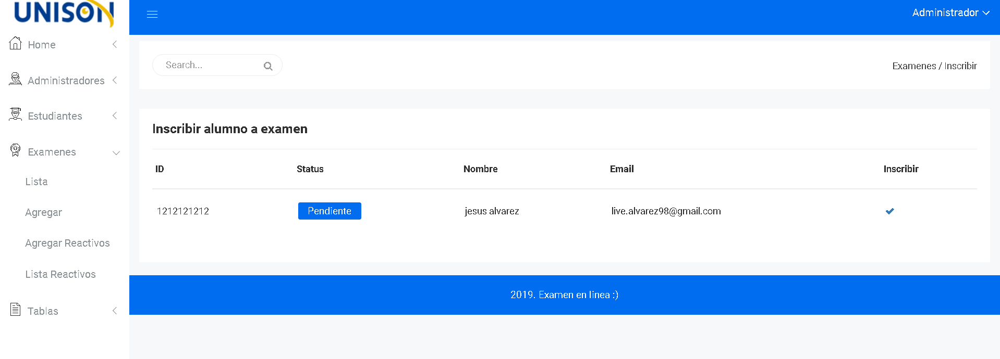 UNISON
Administrador
Home
Administradores
Estudiantes
Examenes
Lista
Agregar
Agregar Reactivos
Lista Reactivos
Tablas
Search...
Examenes / Inscribir
Inscribir alumno a examen
ID Status Nombre Email Inscribir
1212121212 Pendiente jesus alvarez live.alvarez98@gmail.com
2019. Examen en linea :)